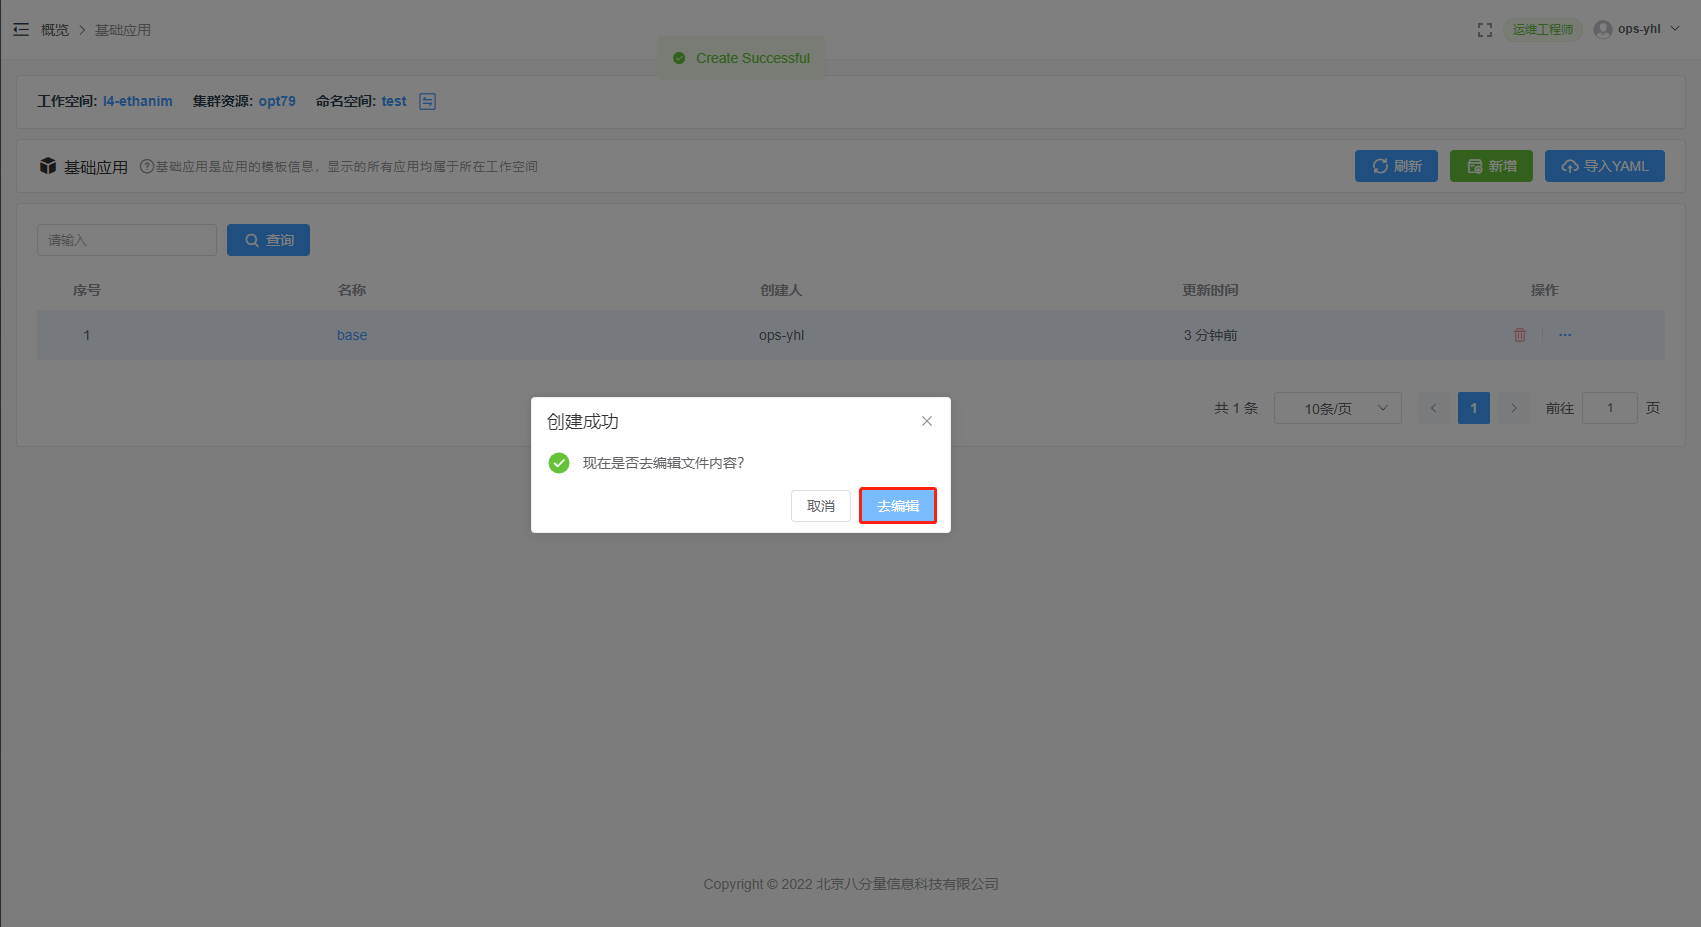 概览 > 基础应用
运维工程师 ops-yhl
Create Successful
工作空间: l4-ethanim 集群资源: opt79 命名空间: test
基础应用 ?基础应用是应用的模板信息，显示的所有应用均属于所在工作空间
刷新 新增 导入YAML
请输入 查询
序号 名称 创建人 更新时间 操作
1 base ops-yhl 3 分钟前 ···
共 1 条 10条/页 < 1 > 前往 1 页
创建成功
现在是否去编辑文件内容?
取消 去编辑
Copyright © 2022 北京八分量信息科技有限公司